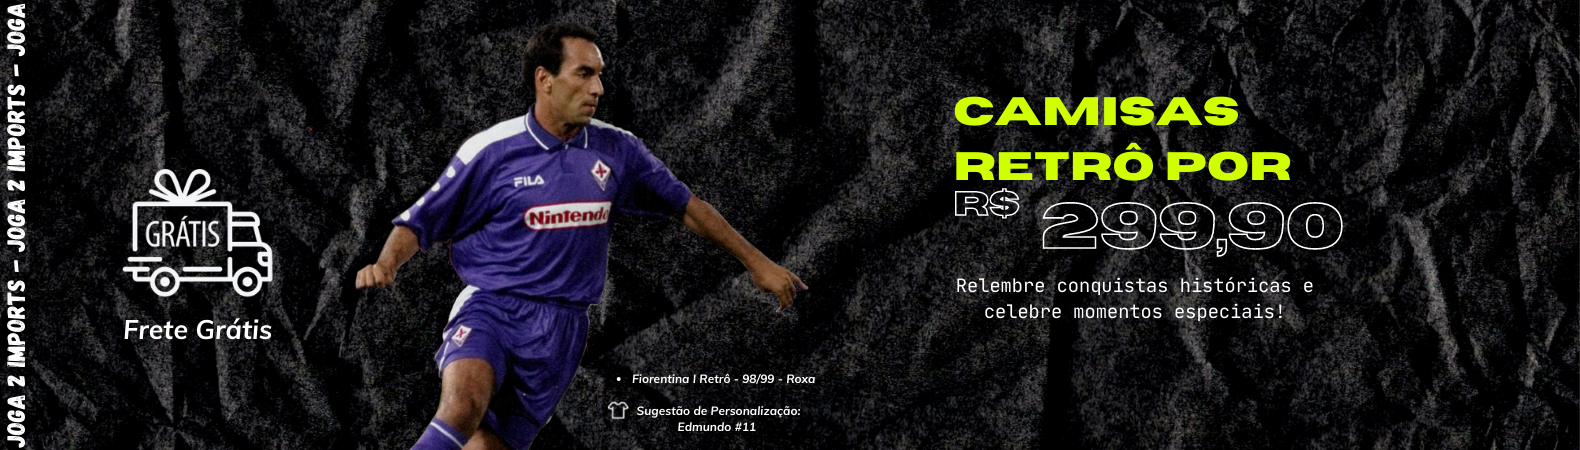 JOGA 2 IMPORTS - JOGA 2 IMPORTS - JOGA
GRÁTIS
Frete Grátis
FILA
Nintendo
• Fiorentina I Retrô - 98/99 - Roxa
Sugestão de Personalização:
Edmundo #11
CAMISAS
RETRÔ POR
R$ 299,90
Relembre conquistas históricas e
celebre momentos especiais!